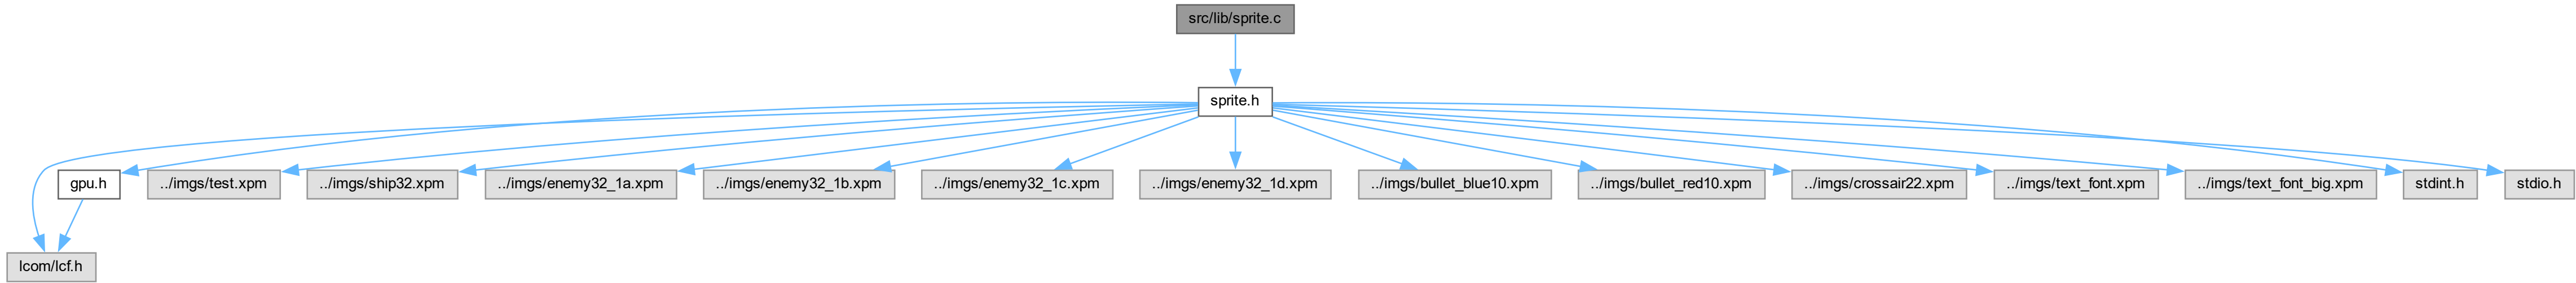 src/lib/sprite.c
sprite.h
gpu.h
../imgs/test.xpm
../imgs/ship32.xpm
../imgs/enemy32_1a.xpm
../imgs/enemy32_1b.xpm
../imgs/enemy32_1c.xpm
../imgs/enemy32_1d.xpm
../imgs/bullet_blue10.xpm
../imgs/bullet_red10.xpm
../imgs/crossair22.xpm
../imgs/text_font.xpm
../imgs/text_font_big.xpm
stdint.h
stdio.h
lcom/lcf.h